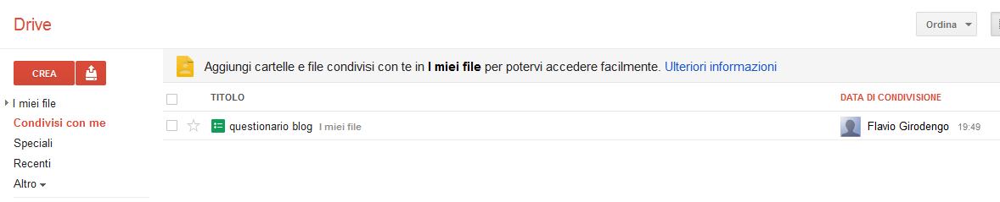 Drive
Ordina
Aggiungi cartelle e file condivisi con te in I miei file per potervi accedere facilmente. Ulteriori informazioni
CREA
TITOLO
DATA DI CONDIVISIONE
I miei file
Condivisi con me
questionario blog I miei file
Flavio Girodengo 19:49
Speciali
Recenti
Altro